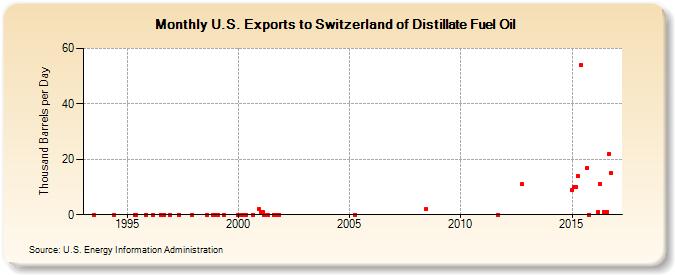 Monthly U.S. Exports to Switzerland of Distillate Fuel Oil
Thousand Barrels per Day
60
40
20
0
1995 2000 2005 2010 2015
Source: U.S. Energy Information Administration